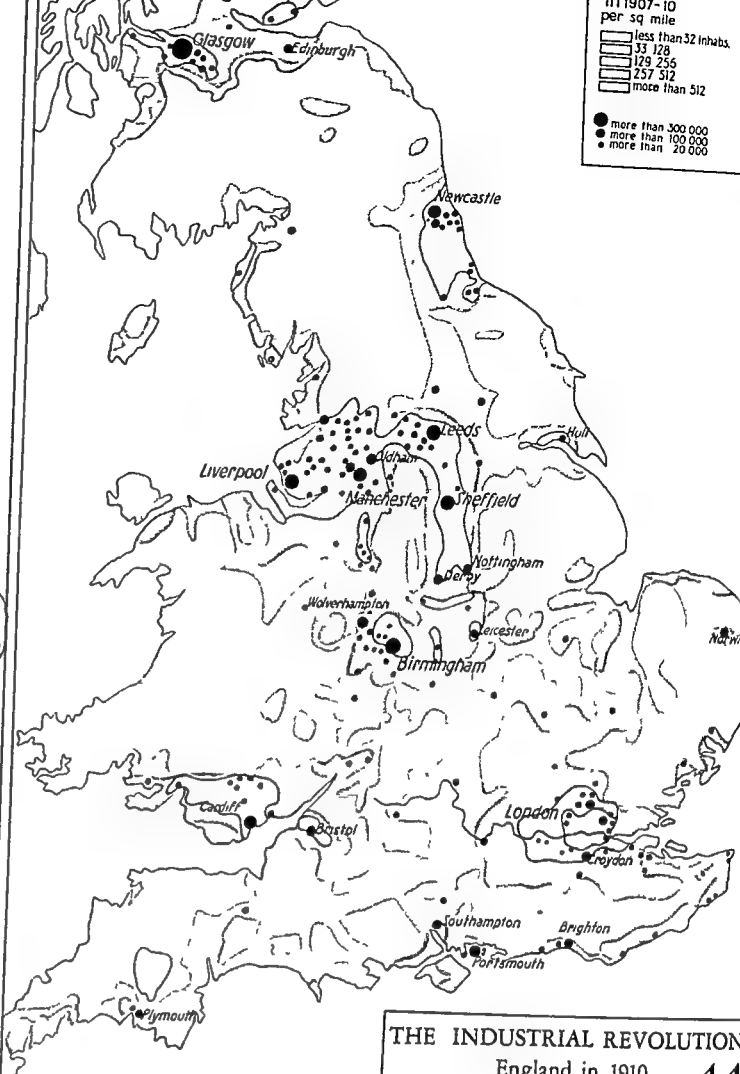 in 1907-10
per sq mile
less than 32 inhabs.
33 128
129 256
257 512
more than 512
more than 300 000
more than 100 000
more than 20 000
Glasgow
Edinburgh
Newcastle
Leeds
Hull
Oldham
Liverpool
Manchester
Sheffield
Nottingham
Derby
Wolverhampton
Leicester
Norwi
Birmingham
Cardiff
London
Bristol
Croydon
Southampton
Brighton
Portsmouth
Plymouth
THE INDUSTRIAL REVOLUTION
England in 1910